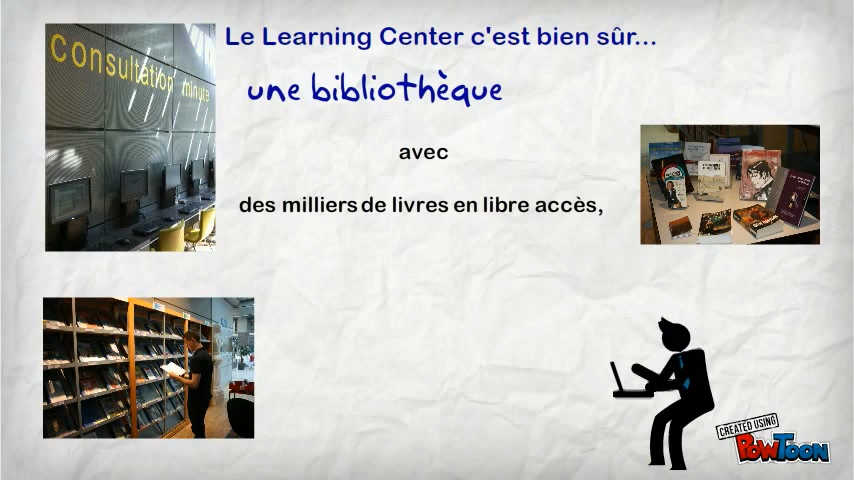 Consultation minute
Le Learning Center c'est bien sûr...
une bibliothèque
avec
des milliers de livres en libre accès,
CREATED USING
POWTOON